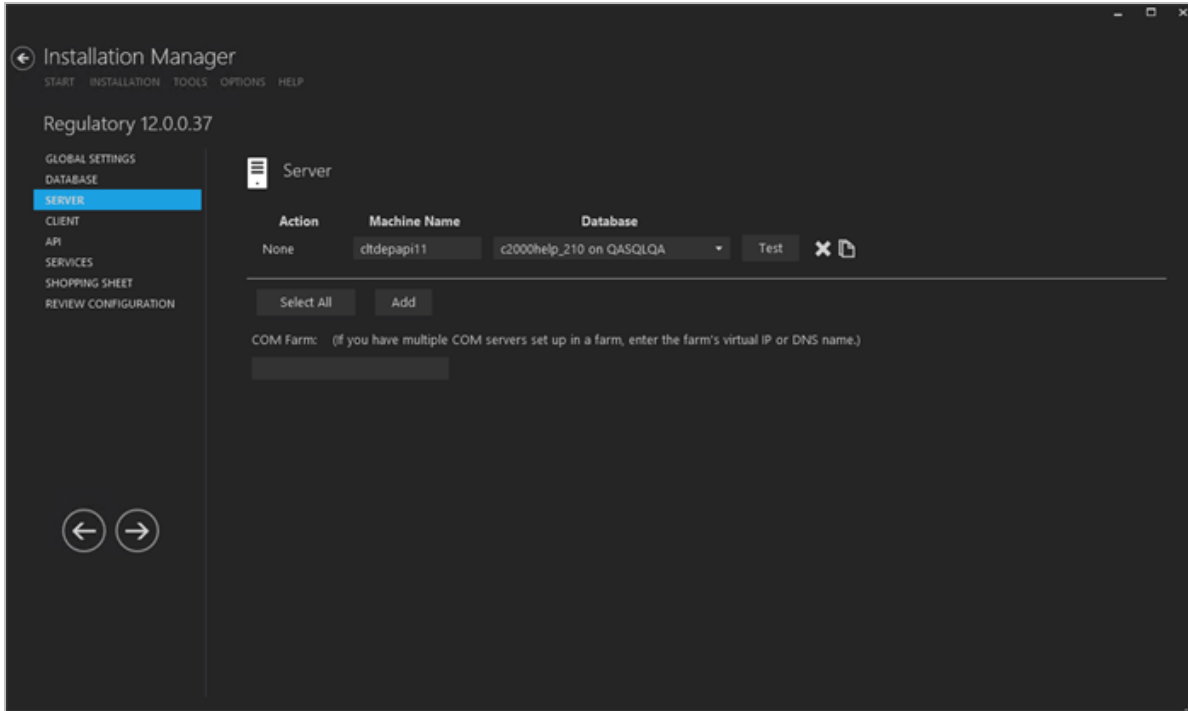 Installation Manager
START INSTALLATION TOOLS OPTIONS HELP
Regulatory 12.0.0.37
GLOBAL SETTINGS
DATABASE
SERVER
CLIENT
API
SERVICES
SHOPPING SHEET
REVIEW CONFIGURATION
Server
Action Machine Name Database
None cltdepapi11 c2000help_210 on QASQLQA Test
Select All Add
COM Farm: (If you have multiple COM servers set up in a farm, enter the farm's virtual IP or DNS name.)